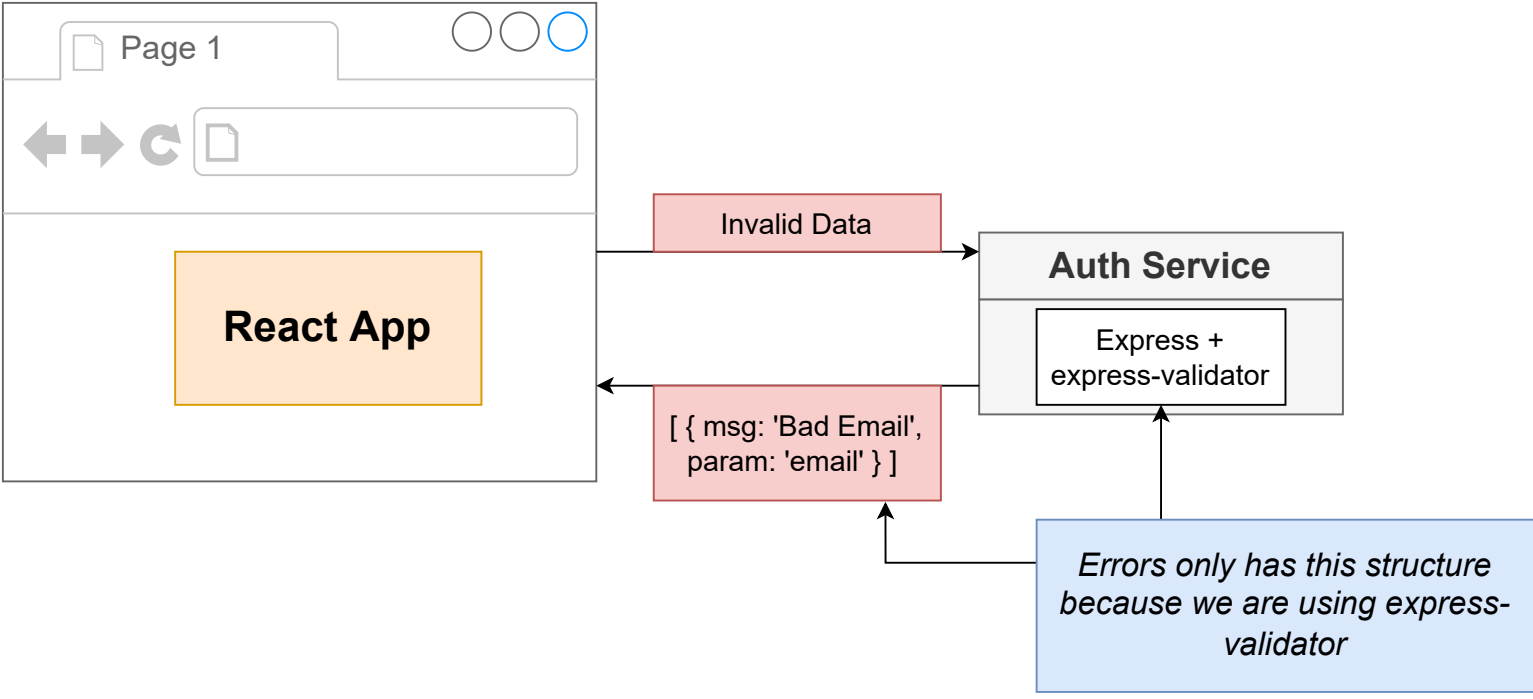 Page 1
Invalid Data
Auth Service
React App
Express +
express-validator
[ { msg: 'Bad Email',
param: 'email' } ]
Errors only has this structure
because we are using express-
validator